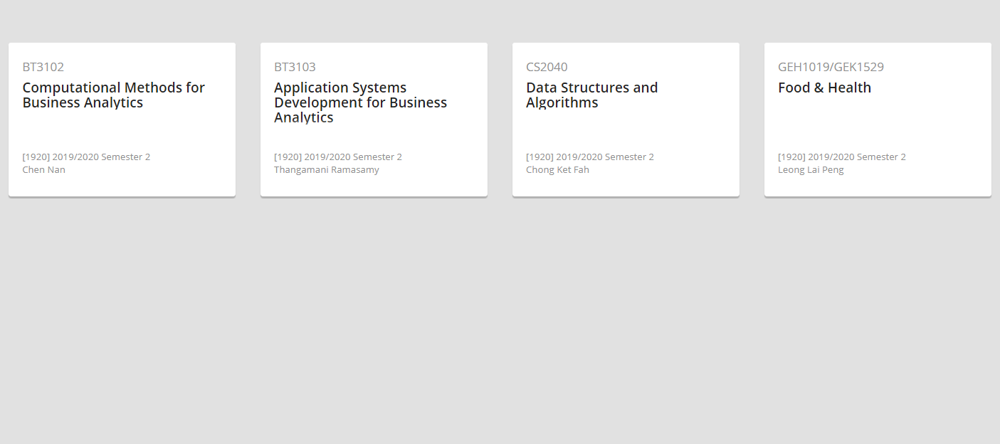 BT3102
Computational Methods for
Business Analytics
[1920] 2019/2020 Semester 2
Chen Nan
BT3103
Application Systems
Development for Business
Analytics
[1920] 2019/2020 Semester 2
Thangamani Ramasamy
CS2040
Data Structures and
Algorithms
[1920] 2019/2020 Semester 2
Chong Ket Fah
GEH1019/GEK1529
Food & Health
[1920] 2019/2020 Semester 2
Leong Lai Peng